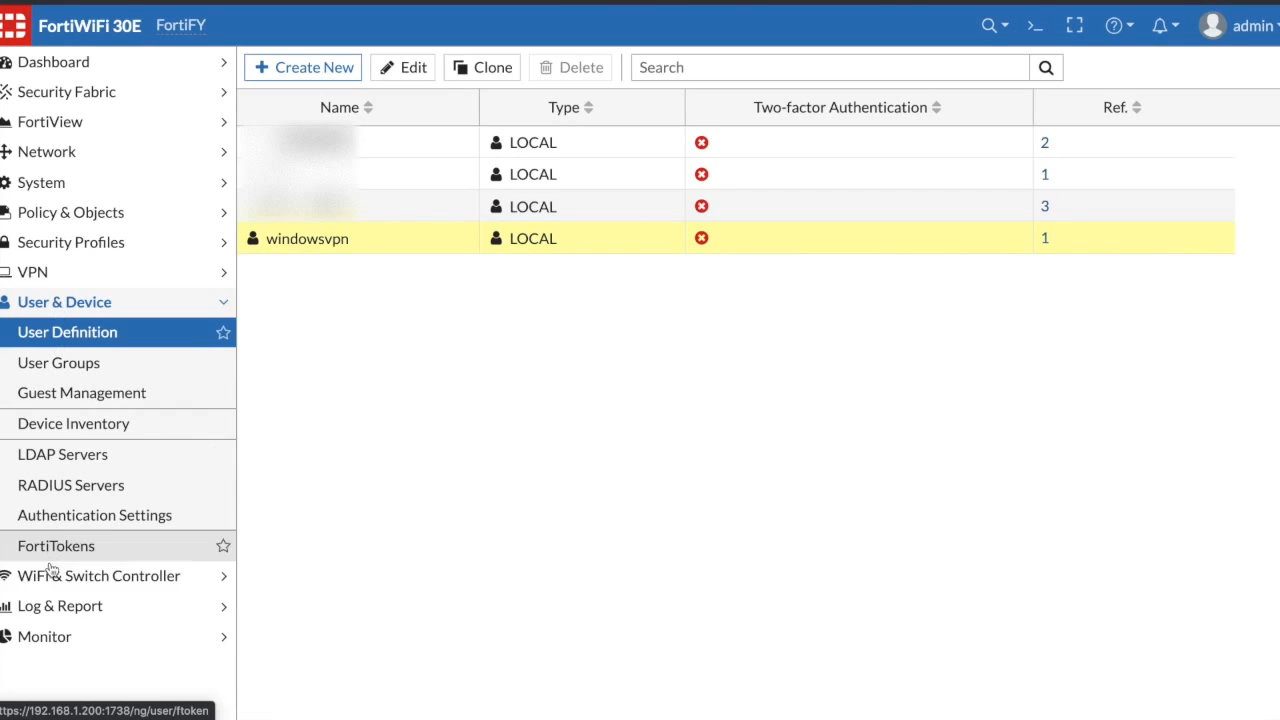 FortiWiFi 30E FortiFY admin
Dashboard
Security Fabric
FortiView
Network
System
Policy & Objects
Security Profiles
VPN
User & Device
User Definition
User Groups
Guest Management
Device Inventory
LDAP Servers
RADIUS Servers
Authentication Settings
FortiTokens
WiFi & Switch Controller
Log & Report
Monitor
ttps://192.168.1.200:1738/ng/user/ftoken
Create New Edit Clone Delete Search
Name Type Two-factor Authentication Ref.
LOCAL 2
LOCAL 1
LOCAL 3
windowsvpn LOCAL 1